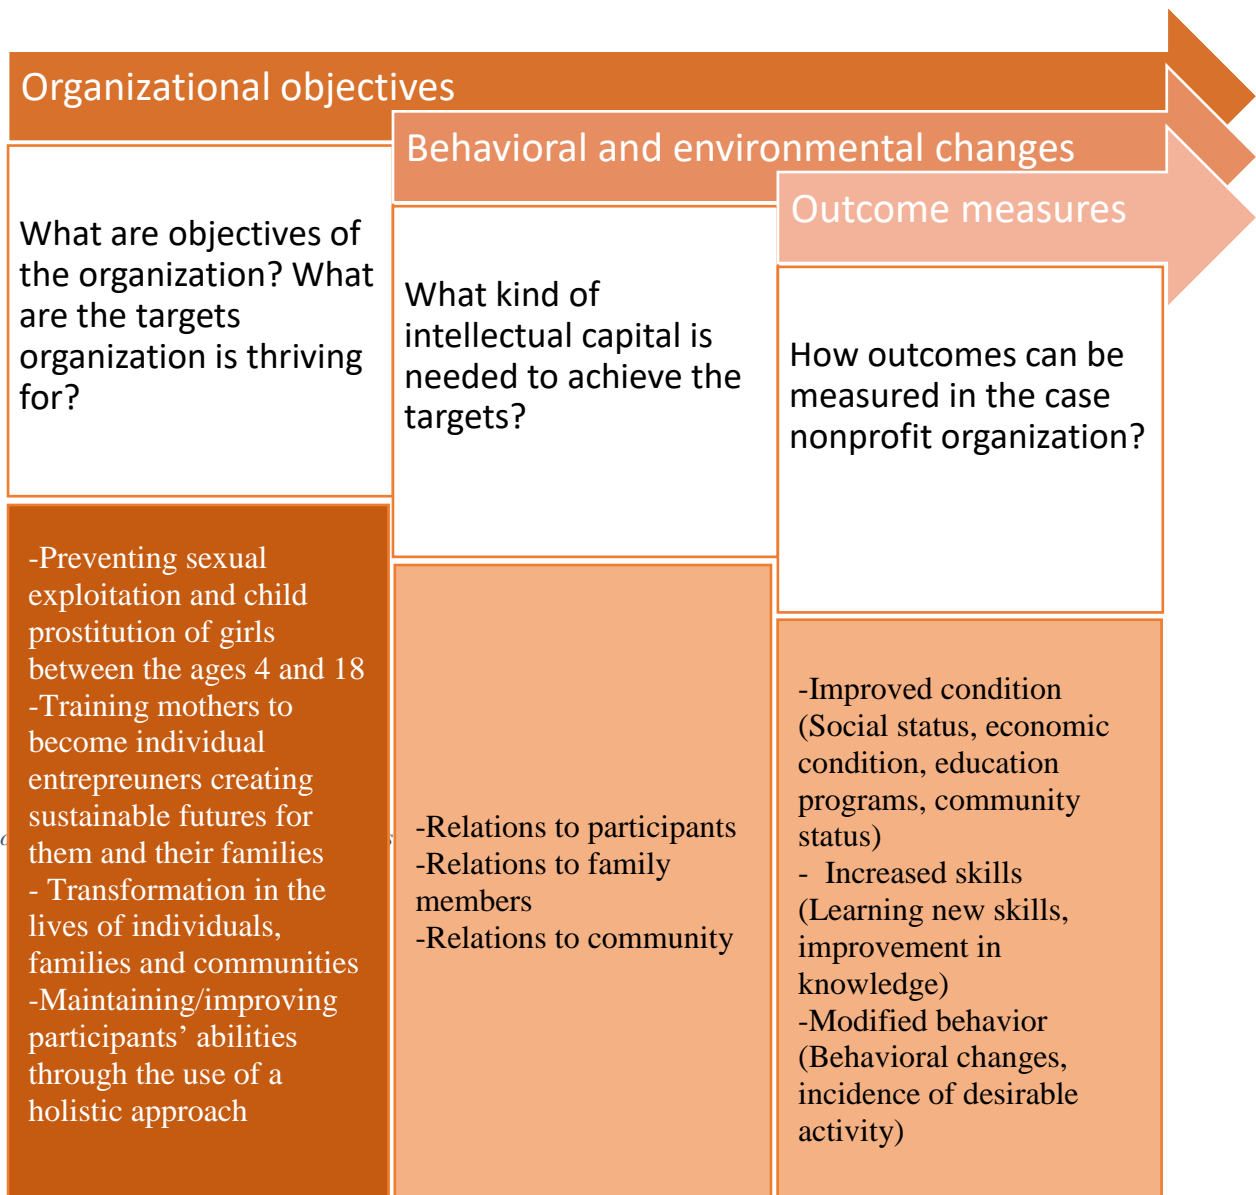 Organizational objectives
Behavioral and environmental changes
Outcome measures
What are objectives of
the organization? What
are the targets
organization is thriving
for?
What kind of
intellectual capital is
needed to achieve the
targets?
How outcomes can be
measured in the case
nonprofit organization?
-Preventing sexual
exploitation and child
prostitution of girls
between the ages 4 and 18
-Training mothers to
become individual
entrepreuners creating
sustainable futures for
them and their families
- Transformation in the
lives of individuals,
families and communities
-Maintaining/improving
participants’ abilities
through the use of a
holistic approach
-Relations to participants
-Relations to family
members
-Relations to community
-Improved condition
(Social status, economic
condition, education
programs, community
status)
- Increased skills
(Learning new skills,
improvement in
knowledge)
-Modified behavior
(Behavioral changes,
incidence of desirable
activity)